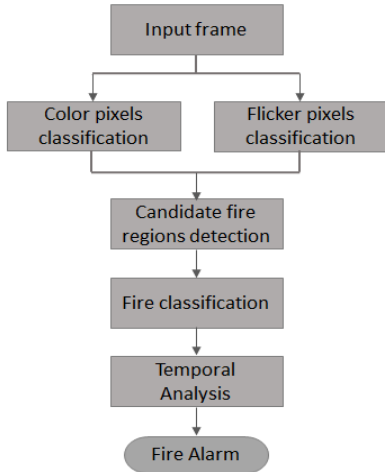 Input frame
Color pixels
classification
Flicker pixels
classification
Candidate fire
regions detection
Fire classification
Temporal
Analysis
Fire Alarm